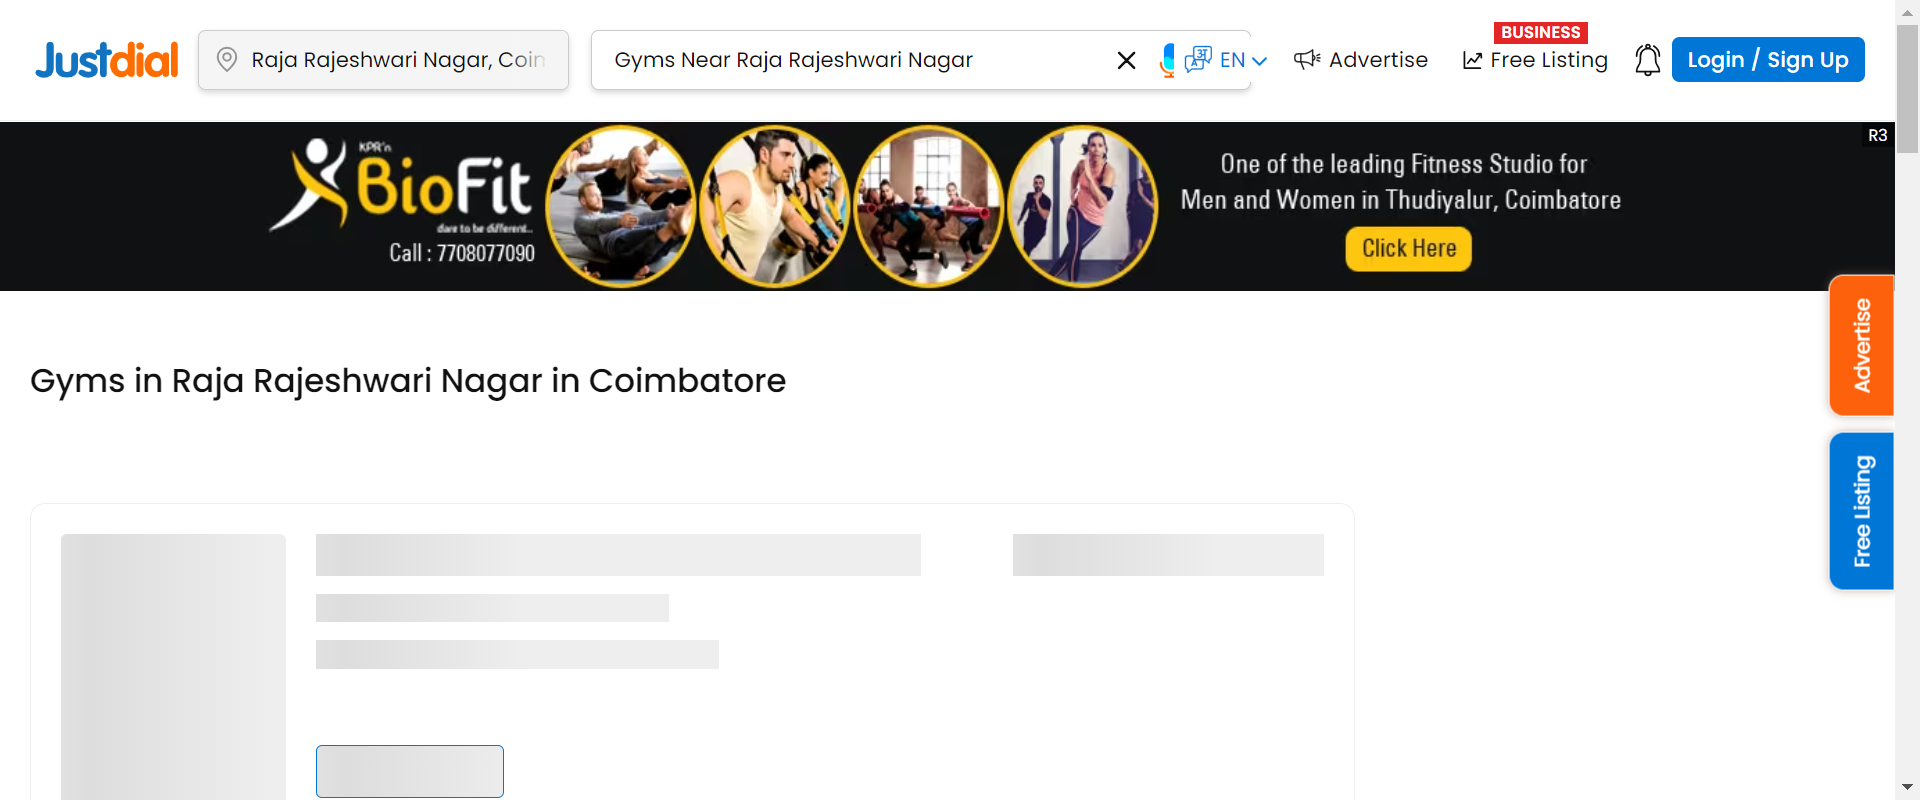 Justdial
Raja Rajeshwari Nagar, Coin
Gyms Near Raja Rajeshwari Nagar
EN
Advertise
BUSINESS
Free Listing
Login / Sign Up
R3
KPR'n
BioFit
dare to be different...
Call : 7708077090
One of the leading Fitness Studio for
Men and Women in Thudiyalur, Coimbatore
Click Here
Advertise
Free Listing
Gyms in Raja Rajeshwari Nagar in Coimbatore